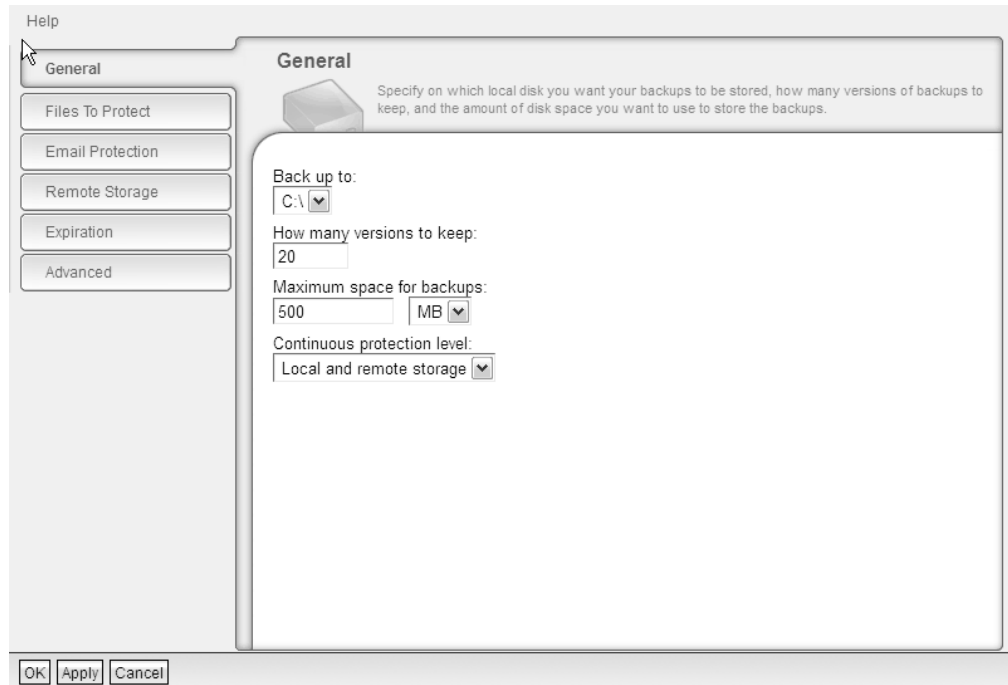 Help
General
Files To Protect
Email Protection
Remote Storage
Expiration
Advanced
General
Specify on which local disk you want your backups to be stored, how many versions of backups to
keep, and the amount of disk space you want to use to store the backups.
Back up to:
C:\
How many versions to keep:
20
Maximum space for backups:
500 MB
Continuous protection level:
Local and remote storage
OK Apply Cancel